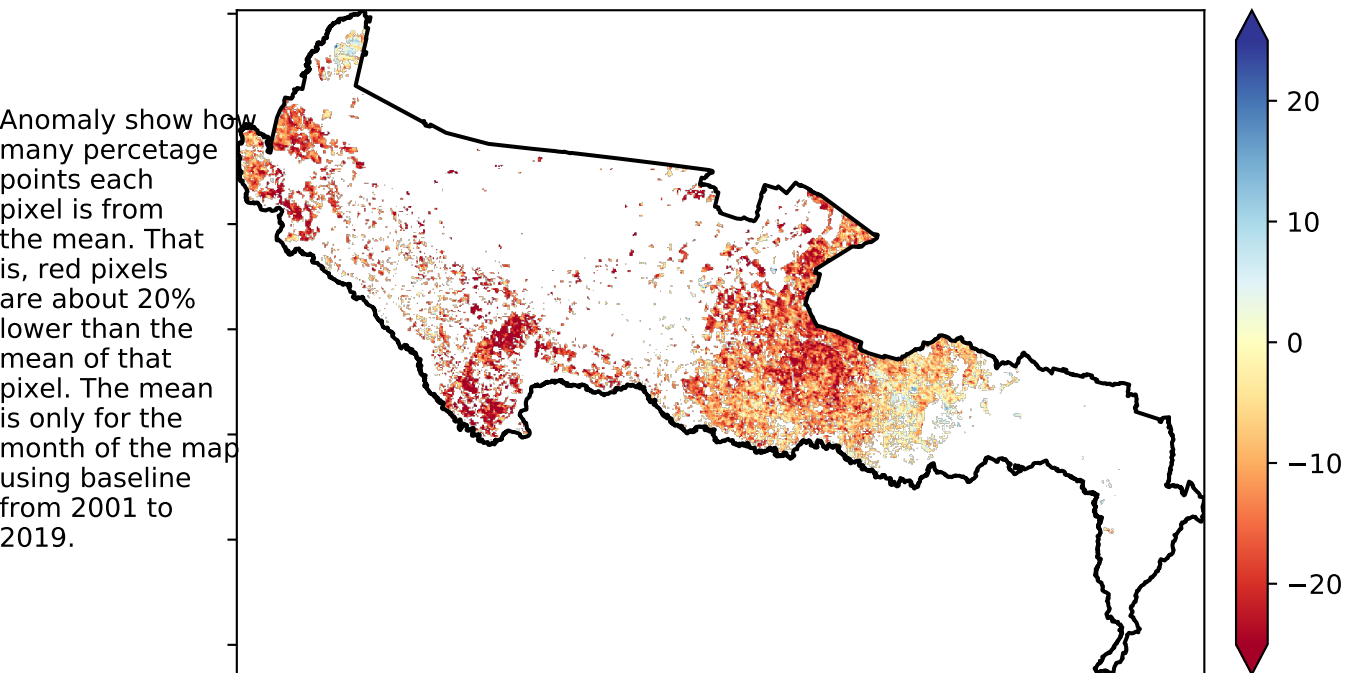 Anomaly show how
many percetage
points each
pixel is from
the mean. That
is, red pixels
are about 20%
lower than the
mean of that
pixel. The mean
is only for the
month of the map
using baseline
from 2001 to
2019.
20
10
0
−10
−20